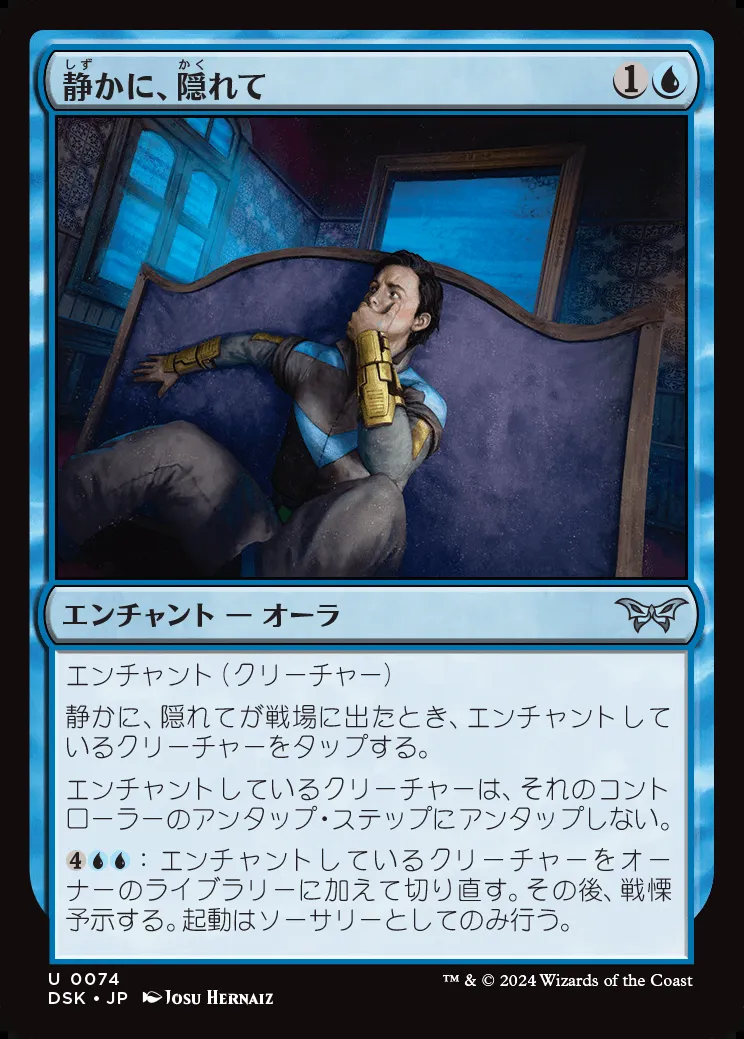 静かに、隠れて
しず かく
1
エンチャント — オーラ
エンチャント（クリーチャー）
静かに、隠れてが戦場に出たとき、エンチャントして
いるクリーチャーをタップする。
エンチャントしているクリーチャーは、それのコント
ローラーのアンタップ・ステップにアンタップしない。
4：エンチャントしているクリーチャーをオー
ナーのライブラリーに加えて切り直す。その後、戦慄
予示する。起動はソーサリーとしてのみ行う。
U 0074
DSK • JP Josu Hernaiz
™ & © 2024 Wizards of the Coast